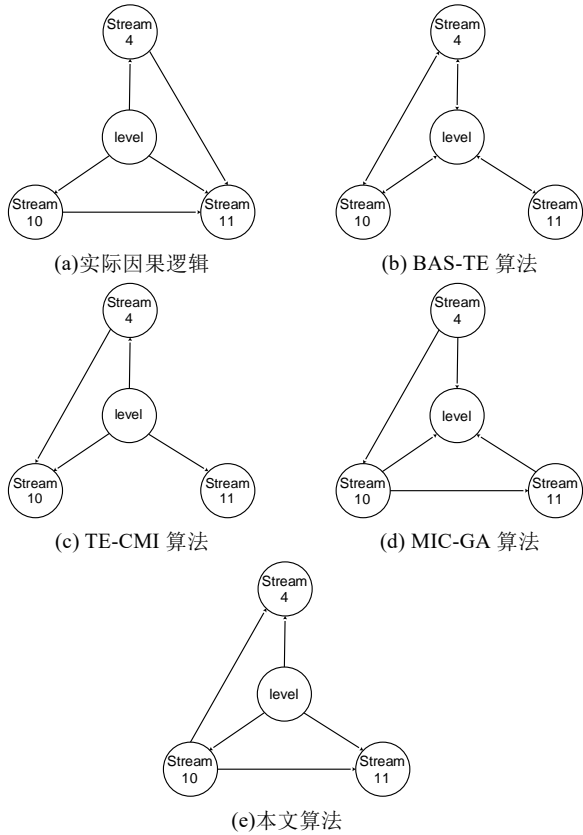 Stream
4
level
Stream
10
Stream
11
(a)实际因果逻辑
Stream
4
level
Stream
10
Stream
11
(b) BAS-TE 算法
Stream
4
level
Stream
10
Stream
11
(c) TE-CMI 算法
Stream
4
level
Stream
10
Stream
11
(d) MIC-GA 算法
Stream
4
level
Stream
10
Stream
11
(e)本文算法